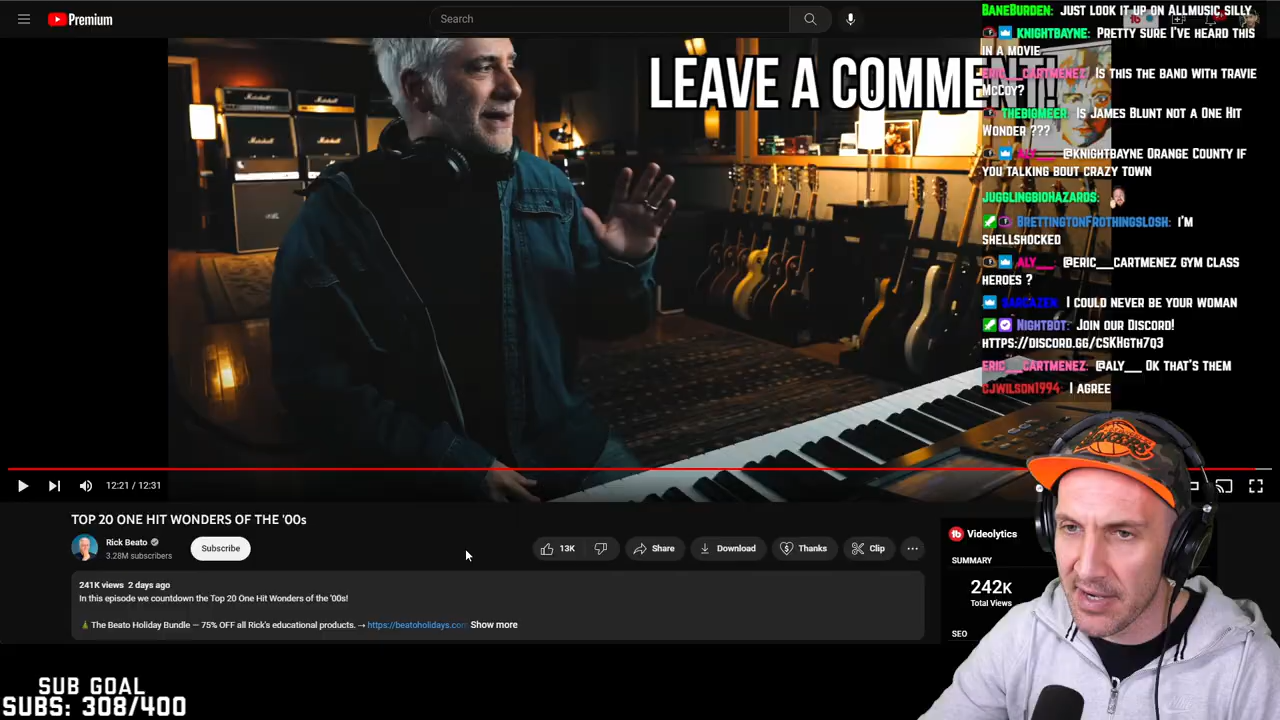 Premium
Search
LEAVE A COMMENT!
BaneBurden: Just look it up on Allmusic silly
KnightBayne: Pretty sure I've heard this
in a movie
Eric__Cartmenez: Is this the band with Travie
McCoy?
TheBigMeer: Is James Blunt not a One Hit
Wonder ???
Aly__: @KnightBayne Orange County if
you talking bout Crazy Town
JugglingBiohazards:
BrettingtonFrothingslosh: I'm
shellshocked
Aly__: @Eric__Cartmenez Gym Class
Heroes ?
I could never be your woman
Nightbot: Join our Discord!
https://discord.gg/cSKHgth7q3
Eric__Cartmenez: @Aly__ ok that's them
cjwilson1994: I agree
12:21 / 12:31
TOP 20 ONE HIT WONDERS OF THE '00s
Rick Beato
3.28M subscribers
Subscribe
13K
Share
Download
Thanks
Clip
241K views 2 days ago
In this episode we countdown the Top 20 One Hit Wonders of the '00s!
The Beato Holiday Bundle — 75% OFF all Rick's educational products. → https://beatoholidays.com Show more
Videolytics
SUMMARY
242K
Total Views
SEO
SUB GOAL
SUBS: 308/400